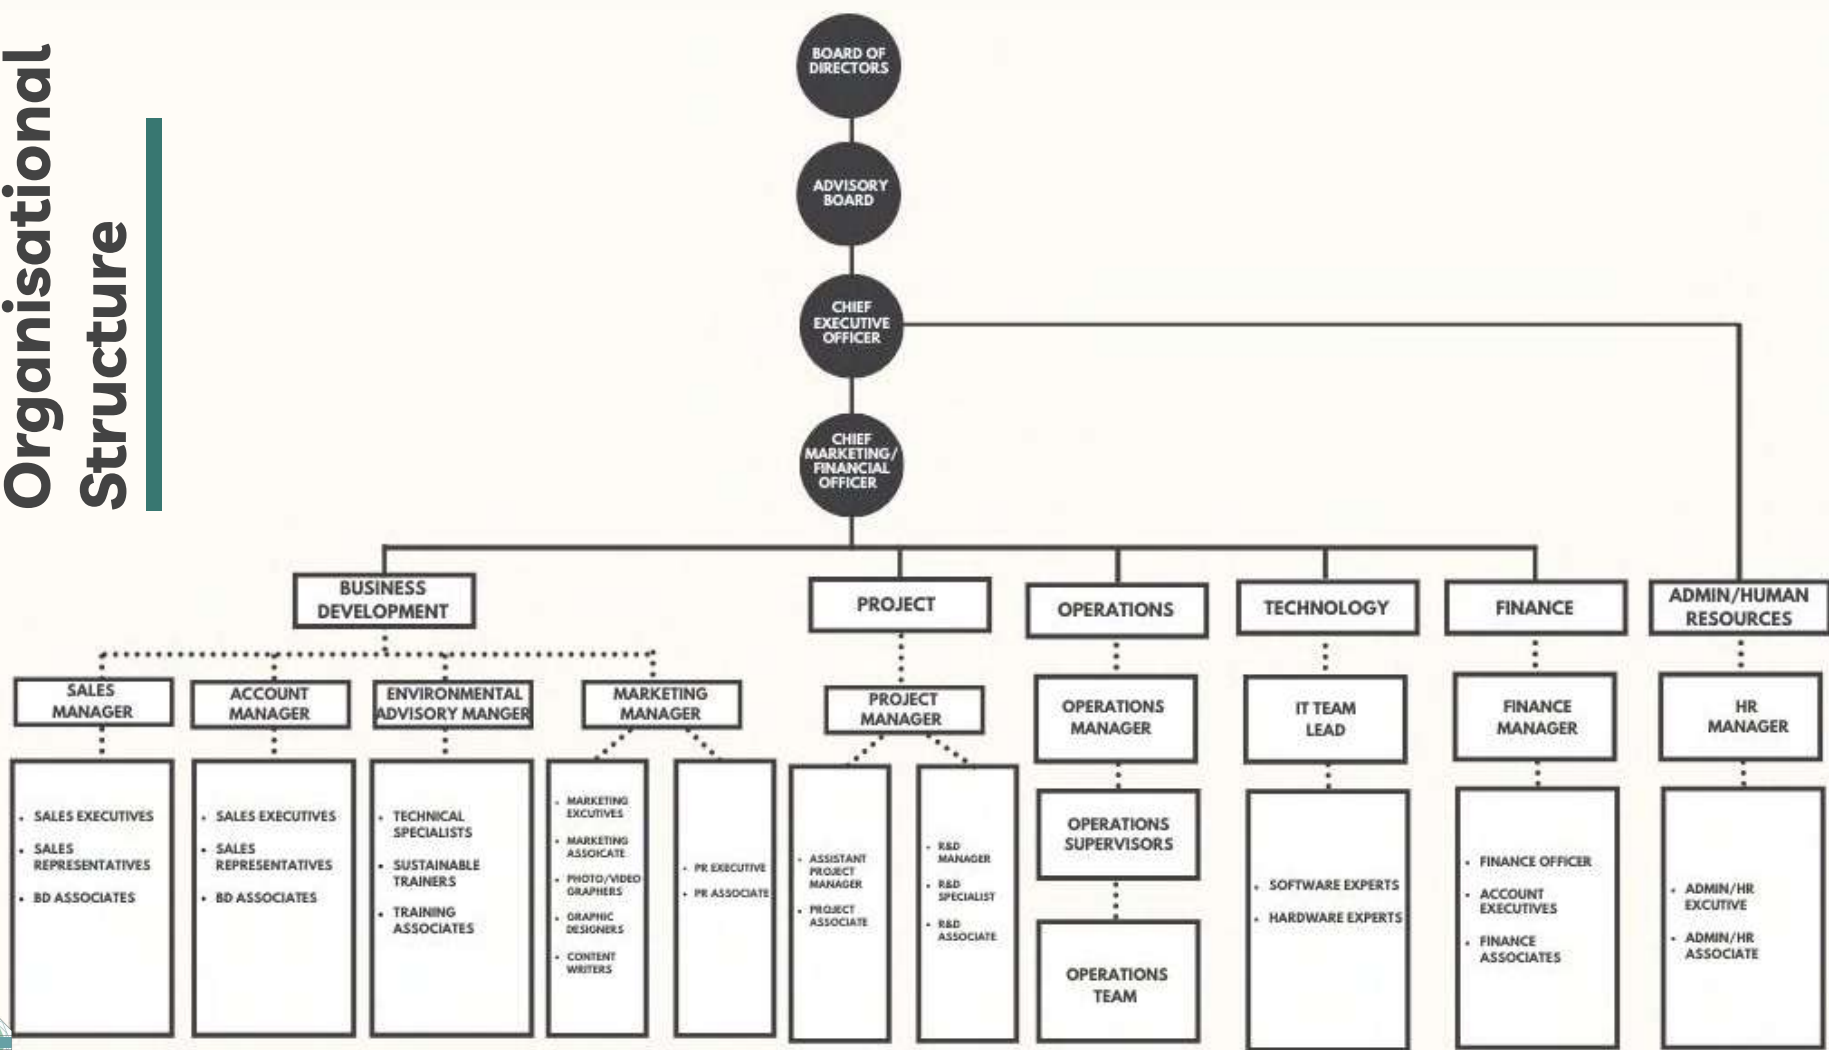 Organisational
Structure
BOARD OF
DIRECTORS
ADVISORY
BOARD
CHIEF
EXECUTIVE
OFFICER
CHIEF
MARKETING/
FINANCIAL
OFFICER
BUSINESS
DEVELOPMENT
PROJECT
OPERATIONS
TECHNOLOGY
FINANCE
ADMIN/HUMAN
RESOURCES
SALES
MANAGER
ACCOUNT
MANAGER
ENVIRONMENTAL
ADVISORY MANGER
MARKETING
MANAGER
PROJECT
MANAGER
OPERATIONS
MANAGER
IT TEAM
LEAD
FINANCE
MANAGER
HR
MANAGER
• SALES EXECUTIVES
• SALES
REPRESENTATIVES
• BD ASSOCIATES
• SALES EXECUTIVES
• SALES
REPRESENTATIVES
• BD ASSOCIATES
• TECHNICAL
SPECIALISTS
• SUSTAINABLE
TRAINERS
• TRAINING
ASSOCIATES
• MARKETING
EXCUTIVES
• MARKETING
ASSOICATE
• PHOTO/VIDEO
GRAPHERS
• GRAPHIC
DESIGNERS
• CONTENT
WRITERS
• PR EXECUTIVE
• PR ASSOCIATE
• ASSISTANT
PROJECT
MANAGER
• PROJECT
ASSOCIATE
• R&D
MANAGER
• R&D
SPECIALIST
• R&D
ASSOCIATE
OPERATIONS
SUPERVISORS
OPERATIONS
TEAM
• SOFTWARE EXPERTS
• HARDWARE EXPERTS
• FINANCE OFFICER
• ACCOUNT
EXECUTIVES
• FINANCE
ASSOCIATES
• ADMIN/HR
EXCUTIVE
• ADMIN/HR
ASSOCIATE